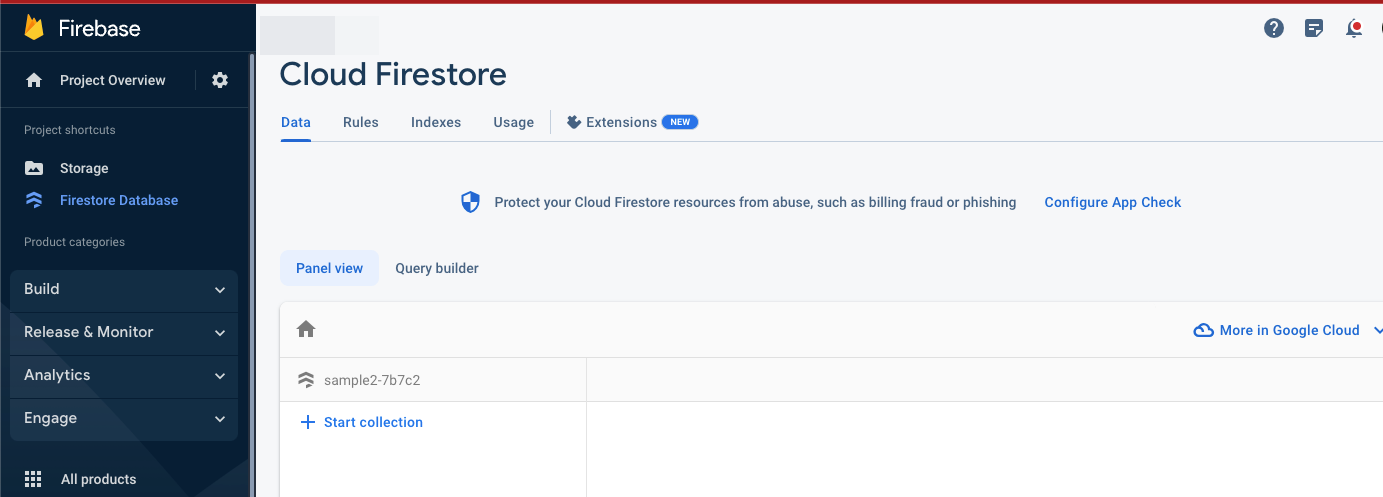 Firebase
Project Overview
Project shortcuts
Storage
Firestore Database
Product categories
Build
Release & Monitor
Analytics
Engage
All products
Cloud Firestore
Data Rules Indexes Usage Extensions NEW
Protect your Cloud Firestore resources from abuse, such as billing fraud or phishing Configure App Check
Panel view Query builder
More in Google Cloud
sample2-7b7c2
Start collection